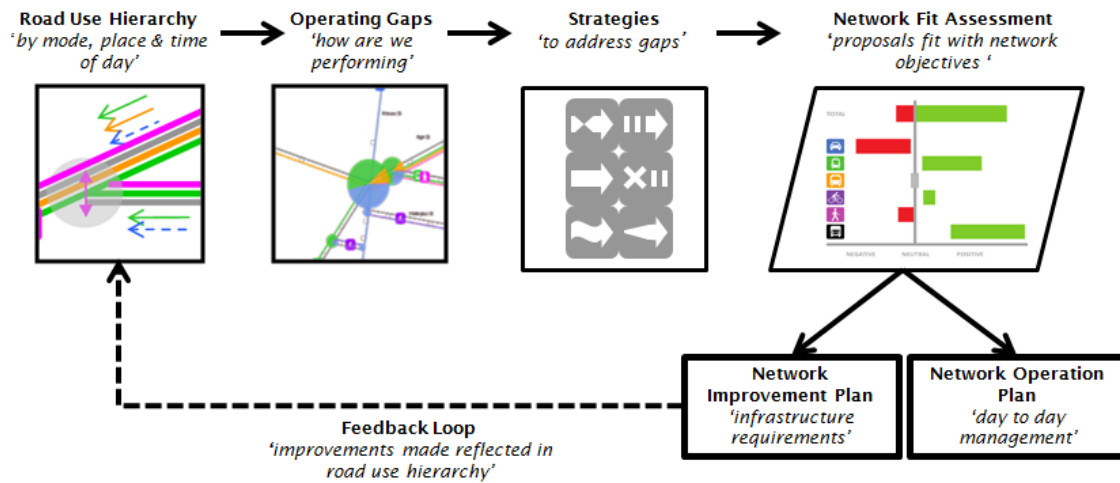 Road Use Hierarchy
‘by mode, place & time
of day’
Operating Gaps
‘how are we
performing’
Strategies
‘to address gaps’
Network Fit Assessment
‘proposals fit with network
objectives ‘
TOTAL
NEGATIVE
NEUTRAL
POSITIVE
Network
Improvement Plan
‘infrastructure
requirements’
Network Operation
Plan
‘day to day
management’
Feedback Loop
‘improvements made reflected in
road use hierarchy’